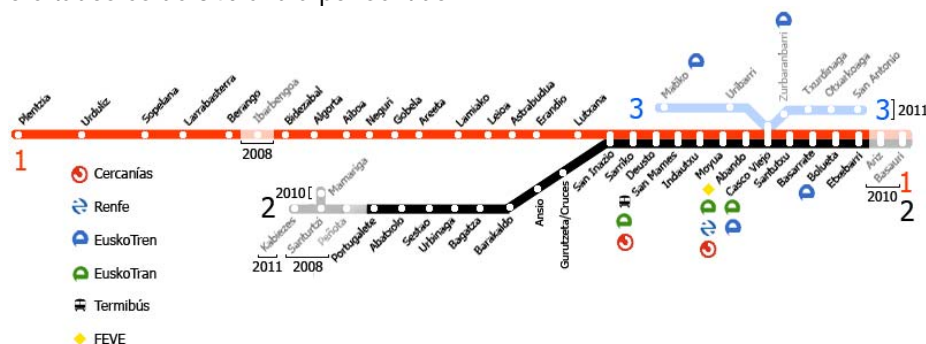 Matiko
Uribarri
Zurbaranbarri
Txurdinaga
Otxarkoaga
San Antonio
3
3
2011
Plentzia
Urduliz
Sopelana
Larrabasterra
Berango
Ibarbengoa
Bidezabal
Algorta
Aiboa
Neguri
Gobela
Areeta
Lamiako
Leioa
Astrabudua
Erandio
Lutxana
1
2008
San Inazio
Sarriko
Deusto
San Mames
Indautxu
Moyua
Abando
Casco Viejo
Santutxu
Basarrate
Bolueta
Etxebarri
Ariz
Basauri
2010
1
2
2010
Mamariga
2
Kabiezes
Santurtzi
Peñota
Portugalete
Abatxolo
Sestao
Urbinaga
Bagatza
Barakaldo
Ansio
Gurutzeta/Cruces
2011
2008
Cercanías
Renfe
EuskoTren
EuskoTran
Termibús
FEVE